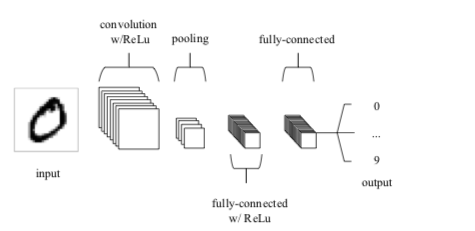 convolution
w/ReLu
pooling
fully-connected
0
...
9
input
output
fully-connected
w/ ReLu